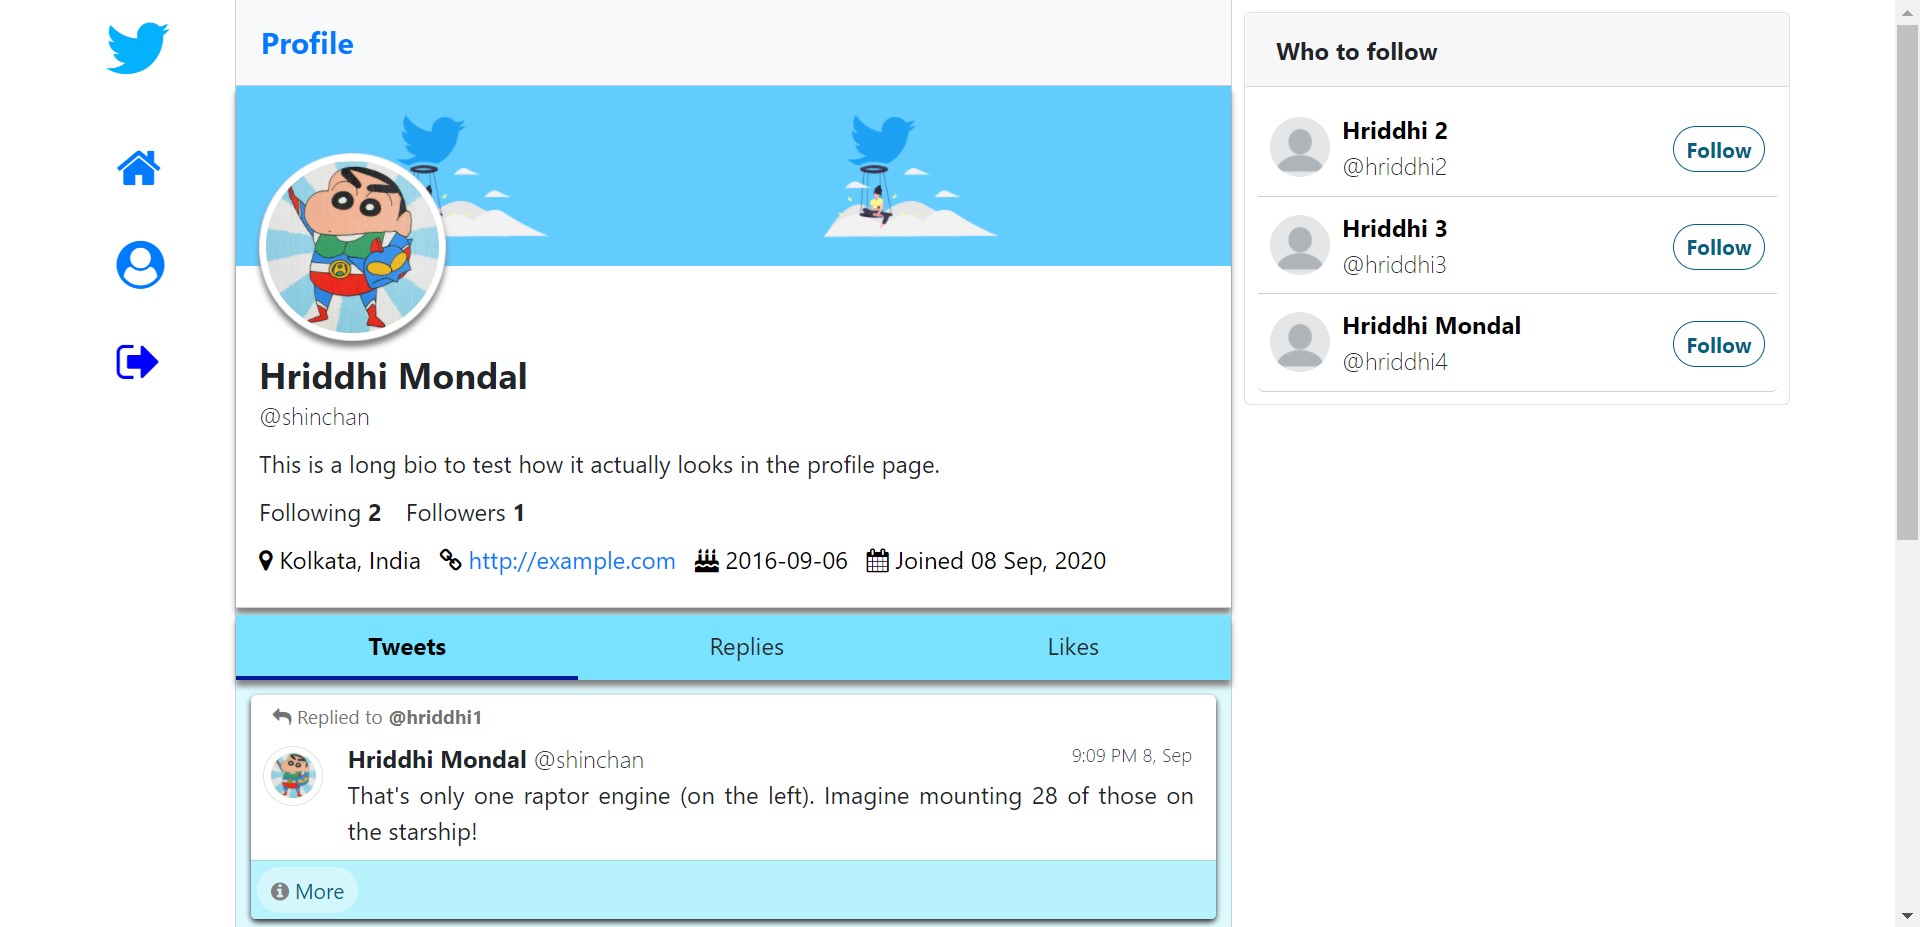 Profile
Hriddhi Mondal
@shinchan
This is a long bio to test how it actually looks in the profile page.
Following 2 Followers 1
Kolkata, India http://example.com 2016-09-06 Joined 08 Sep, 2020
Tweets Replies Likes
Replied to @hriddhi1
Hriddhi Mondal @shinchan 9:09 PM 8, Sep
That's only one raptor engine (on the left). Imagine mounting 28 of those on
the starship!
More
Who to follow
Hriddhi 2
@hriddhi2
Follow
Hriddhi 3
@hriddhi3
Follow
Hriddhi Mondal
@hriddhi4
Follow